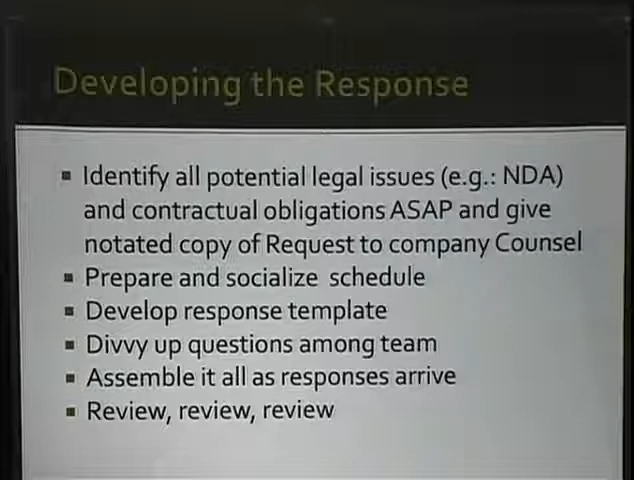 Developing the Response
▪ Identify all potential legal issues (e.g.: NDA)
and contractual obligations ASAP and give
notated copy of Request to company Counsel
▪ Prepare and socialize schedule
▪ Develop response template
▪ Divvy up questions among team
▪ Assemble it all as responses arrive
▪ Review, review, review